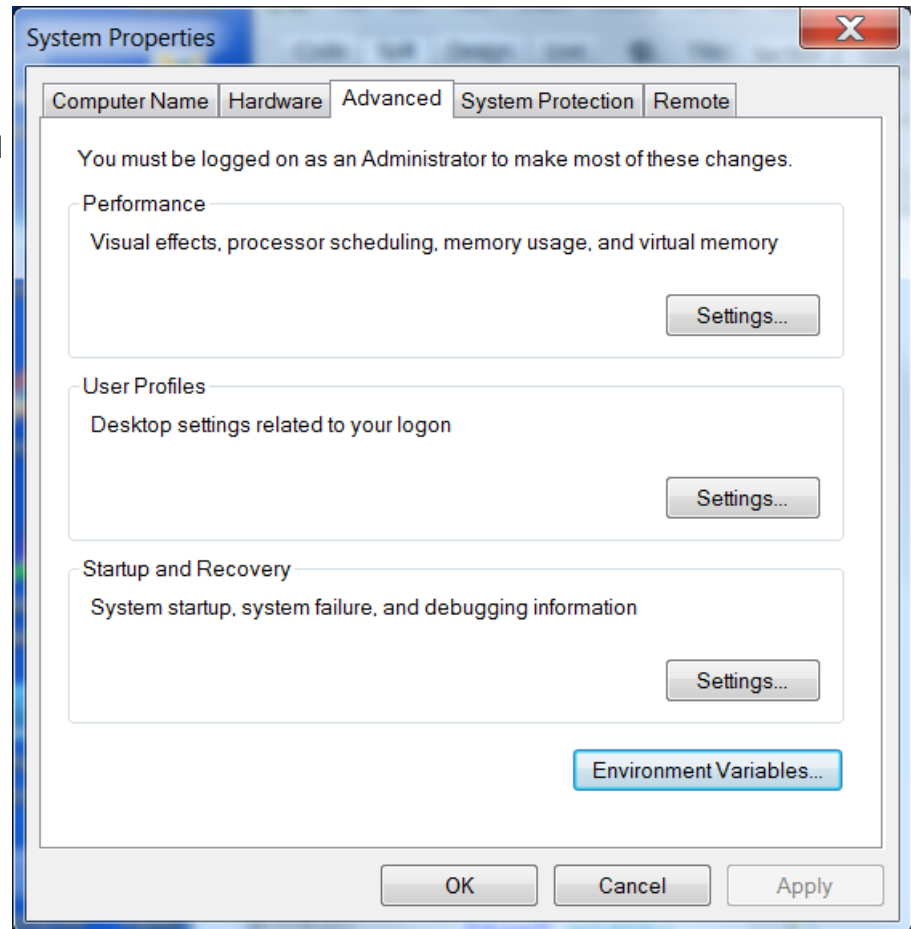 System Properties
Computer Name Hardware Advanced System Protection Remote
You must be logged on as an Administrator to make most of these changes.
Performance
Visual effects, processor scheduling, memory usage, and virtual memory
Settings...
User Profiles
Desktop settings related to your logon
Settings...
Startup and Recovery
System startup, system failure, and debugging information
Settings...
Environment Variables...
OK Cancel Apply